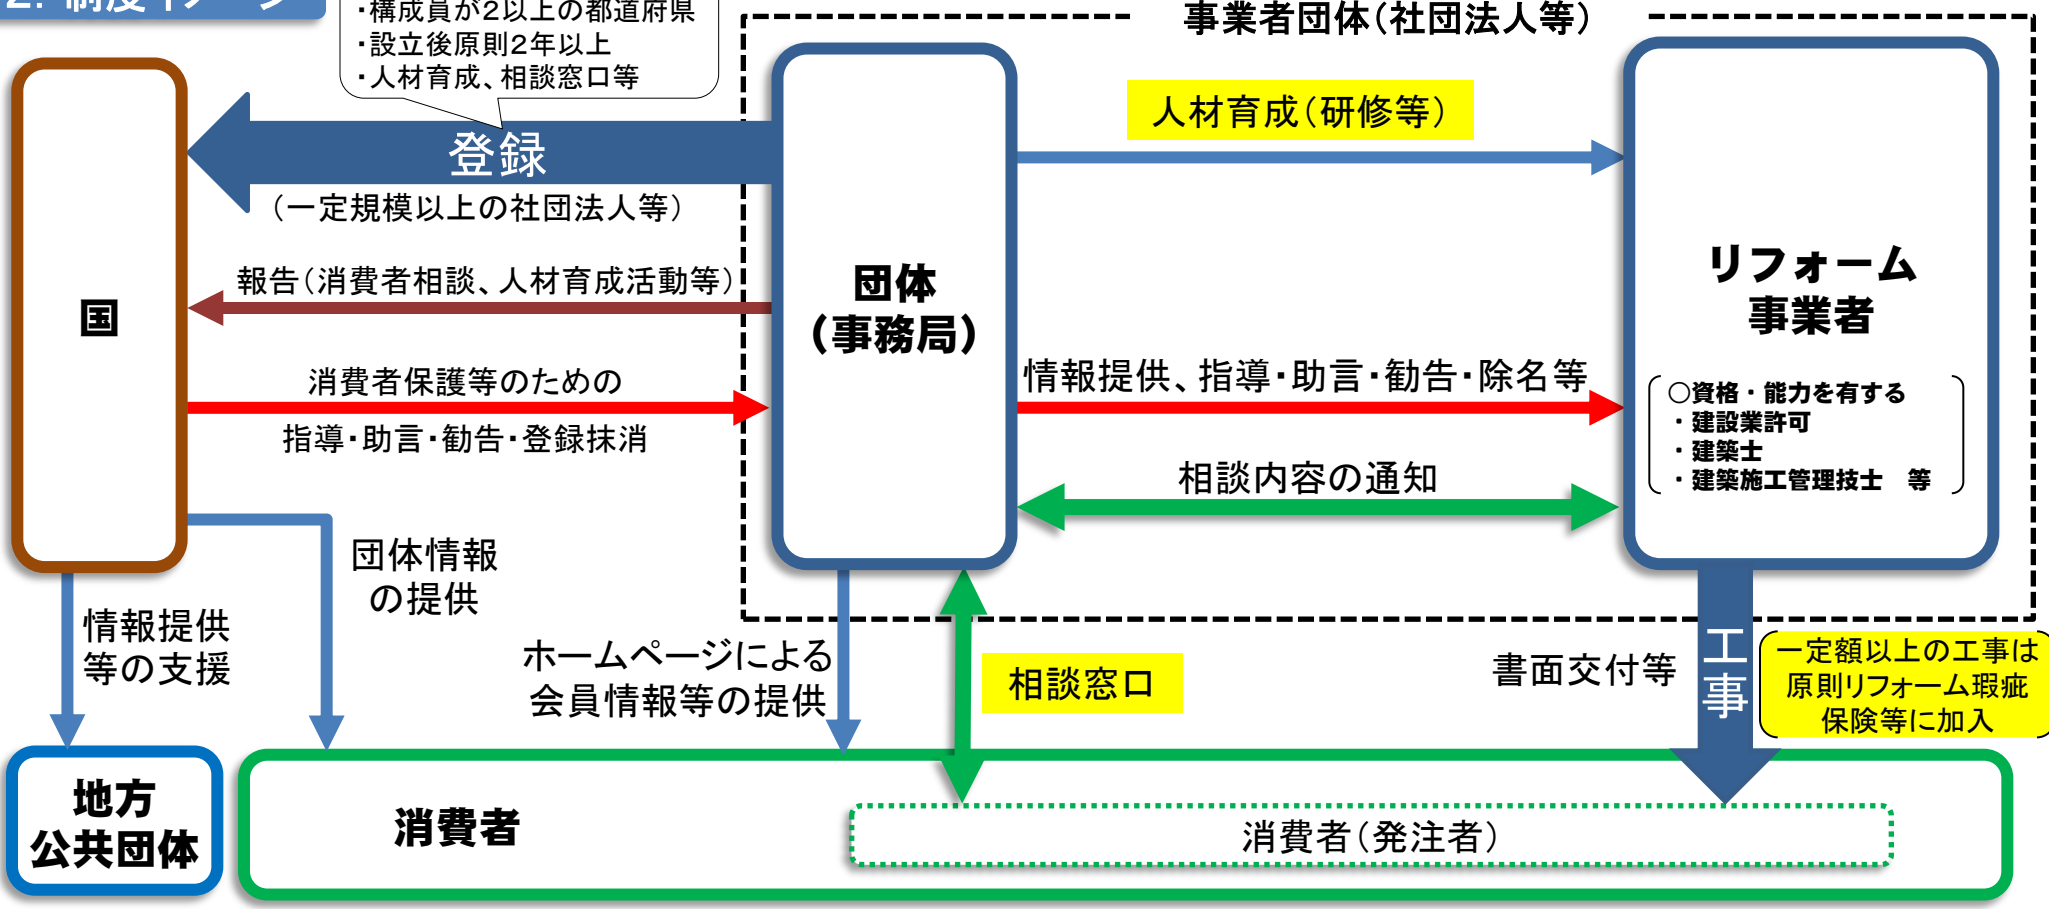 2. 制度イメージ
・構成員が2以上の都道府県
・設立後原則2年以上
・人材育成、相談窓口等
事業者団体（社団法人等）
人材育成（研修等）
登録
（一定規模以上の社団法人等）
報告（消費者相談、人材育成活動等）
国
団体
（事務局）
リフォーム
事業者
消費者保護等のための
指導・助言・勧告・登録抹消
情報提供、指導・助言・勧告・除名等
○資格・能力を有する
・建設業許可
・建築士
・建築施工管理技士　等
相談内容の通知
団体情報
の提供
情報提供
等の支援
ホームページによる
会員情報等の提供
相談窓口
書面交付等
工事
一定額以上の工事は
原則リフォーム瑕疵
保険等に加入
地方
公共団体
消費者
消費者（発注者）